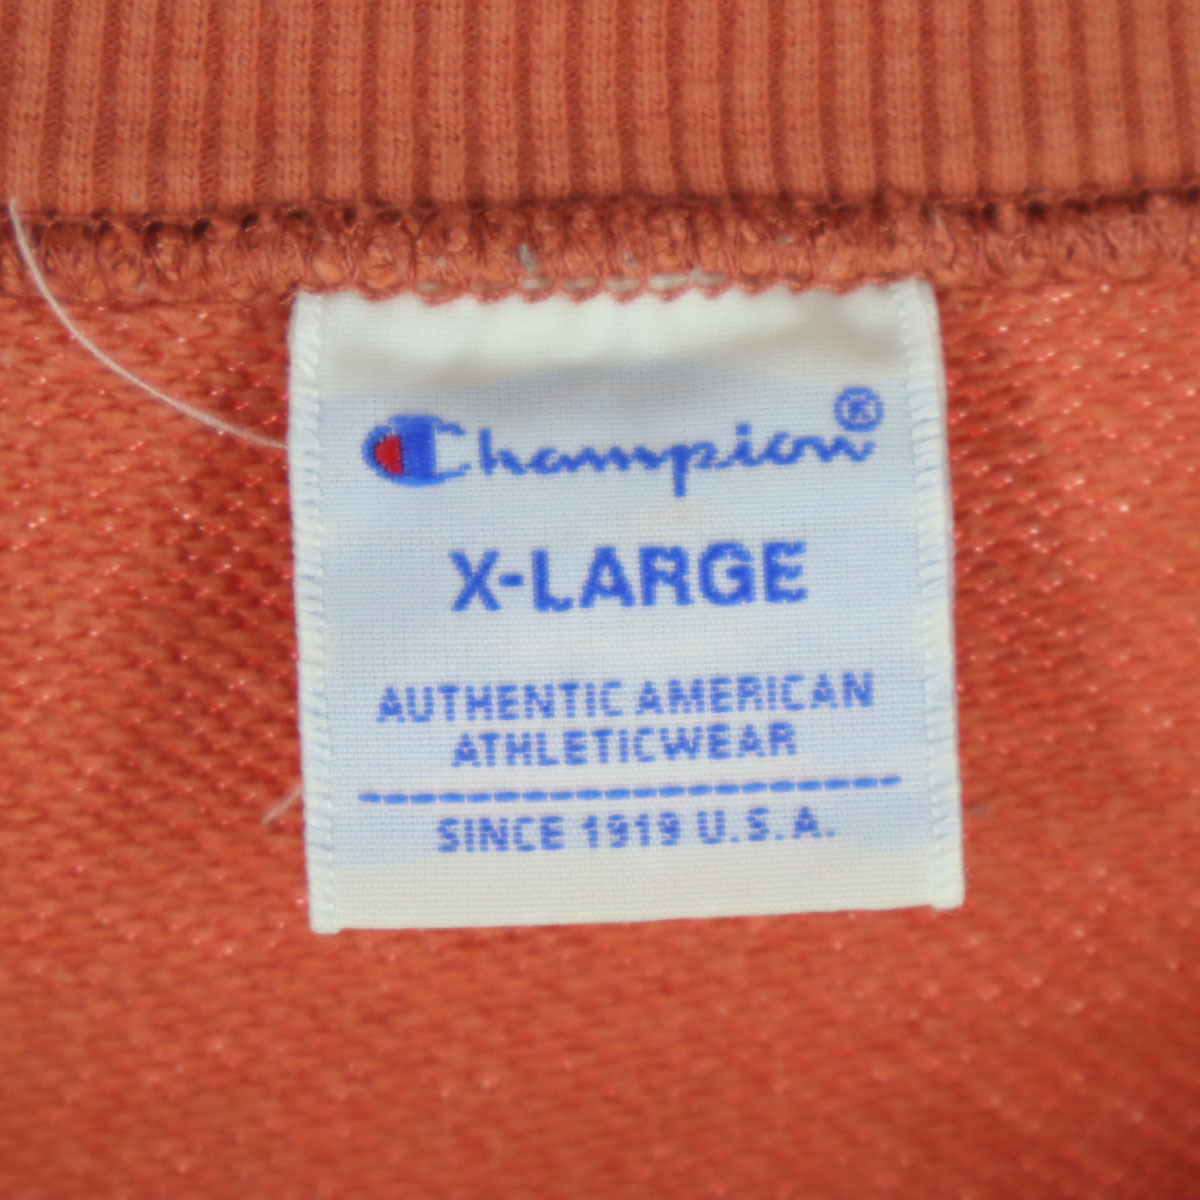 Champion®
X-LARGE
AUTHENTIC AMERICAN
ATHLETICWEAR
SINCE 1919 U.S.A.